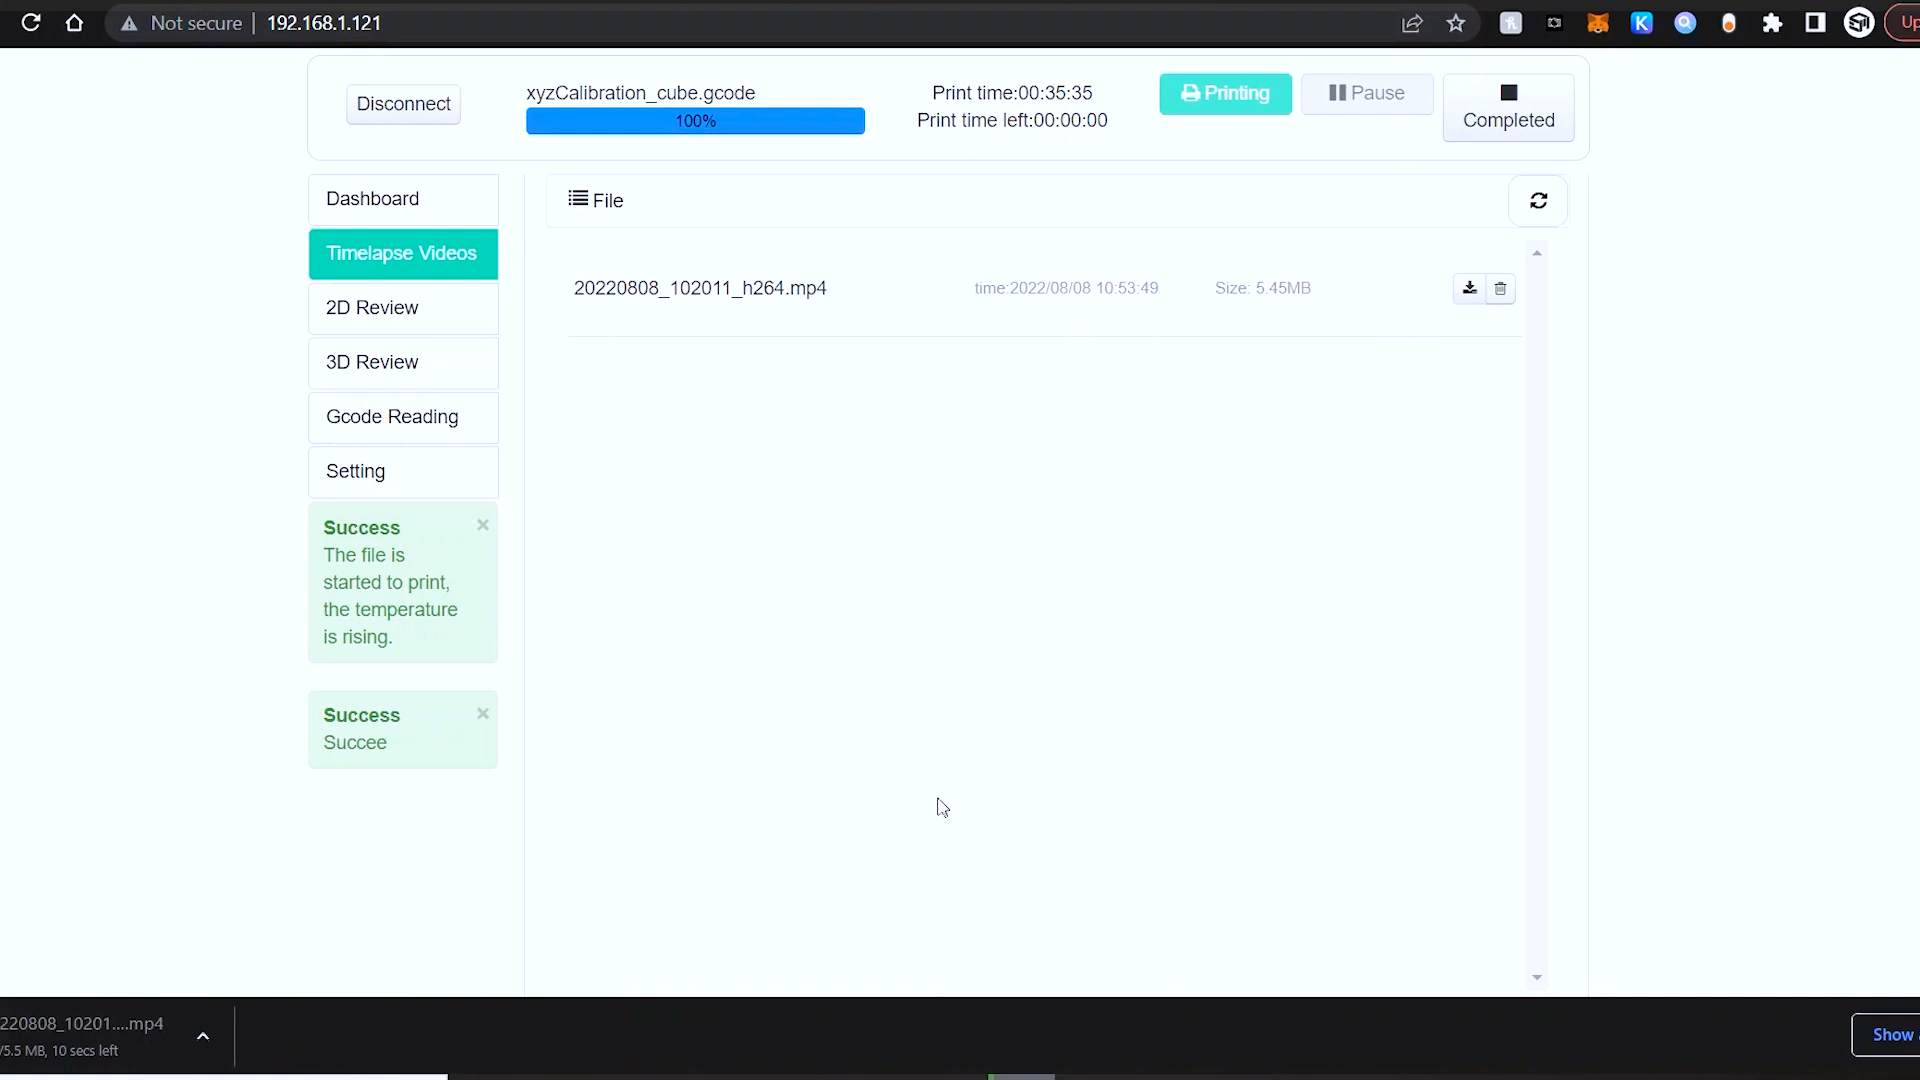 Not secure | 192.168.1.121
Up
Disconnect
xyzCalibration_cube.gcode
100%
Print time:00:35:35
Print time left:00:00:00
Printing
Pause
Completed
Dashboard
Timelapse Videos
2D Review
3D Review
Gcode Reading
Setting
Success
The file is
started to print,
the temperature
is rising.
Success
Succee
File
20220808_102011_h264.mp4
time:2022/08/08 10:53:49
Size: 5.45MB
220808_10201....mp4
/5.5 MB, 10 secs left
Show